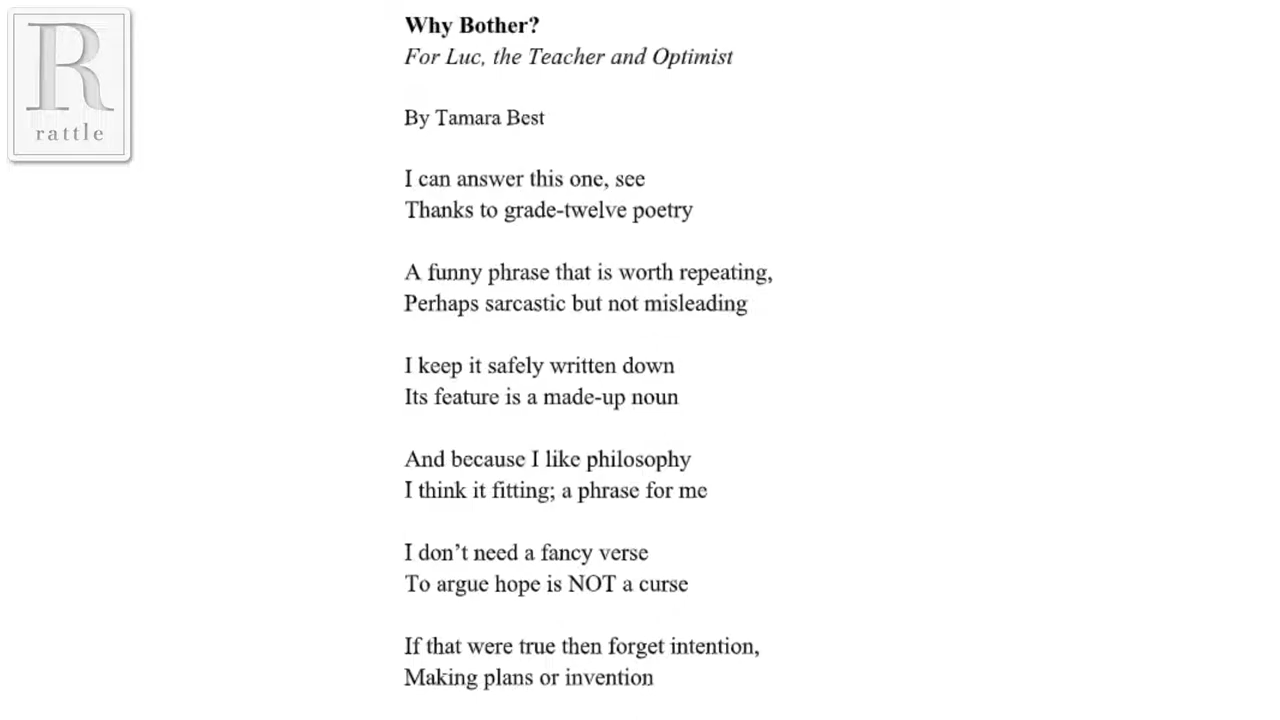 R
rattle
Why Bother?
For Luc, the Teacher and Optimist
By Tamara Best
I can answer this one, see
Thanks to grade-twelve poetry
A funny phrase that is worth repeating,
Perhaps sarcastic but not misleading
I keep it safely written down
Its feature is a made-up noun
And because I like philosophy
I think it fitting; a phrase for me
I don’t need a fancy verse
To argue hope is NOT a curse
If that were true then forget intention,
Making plans or invention